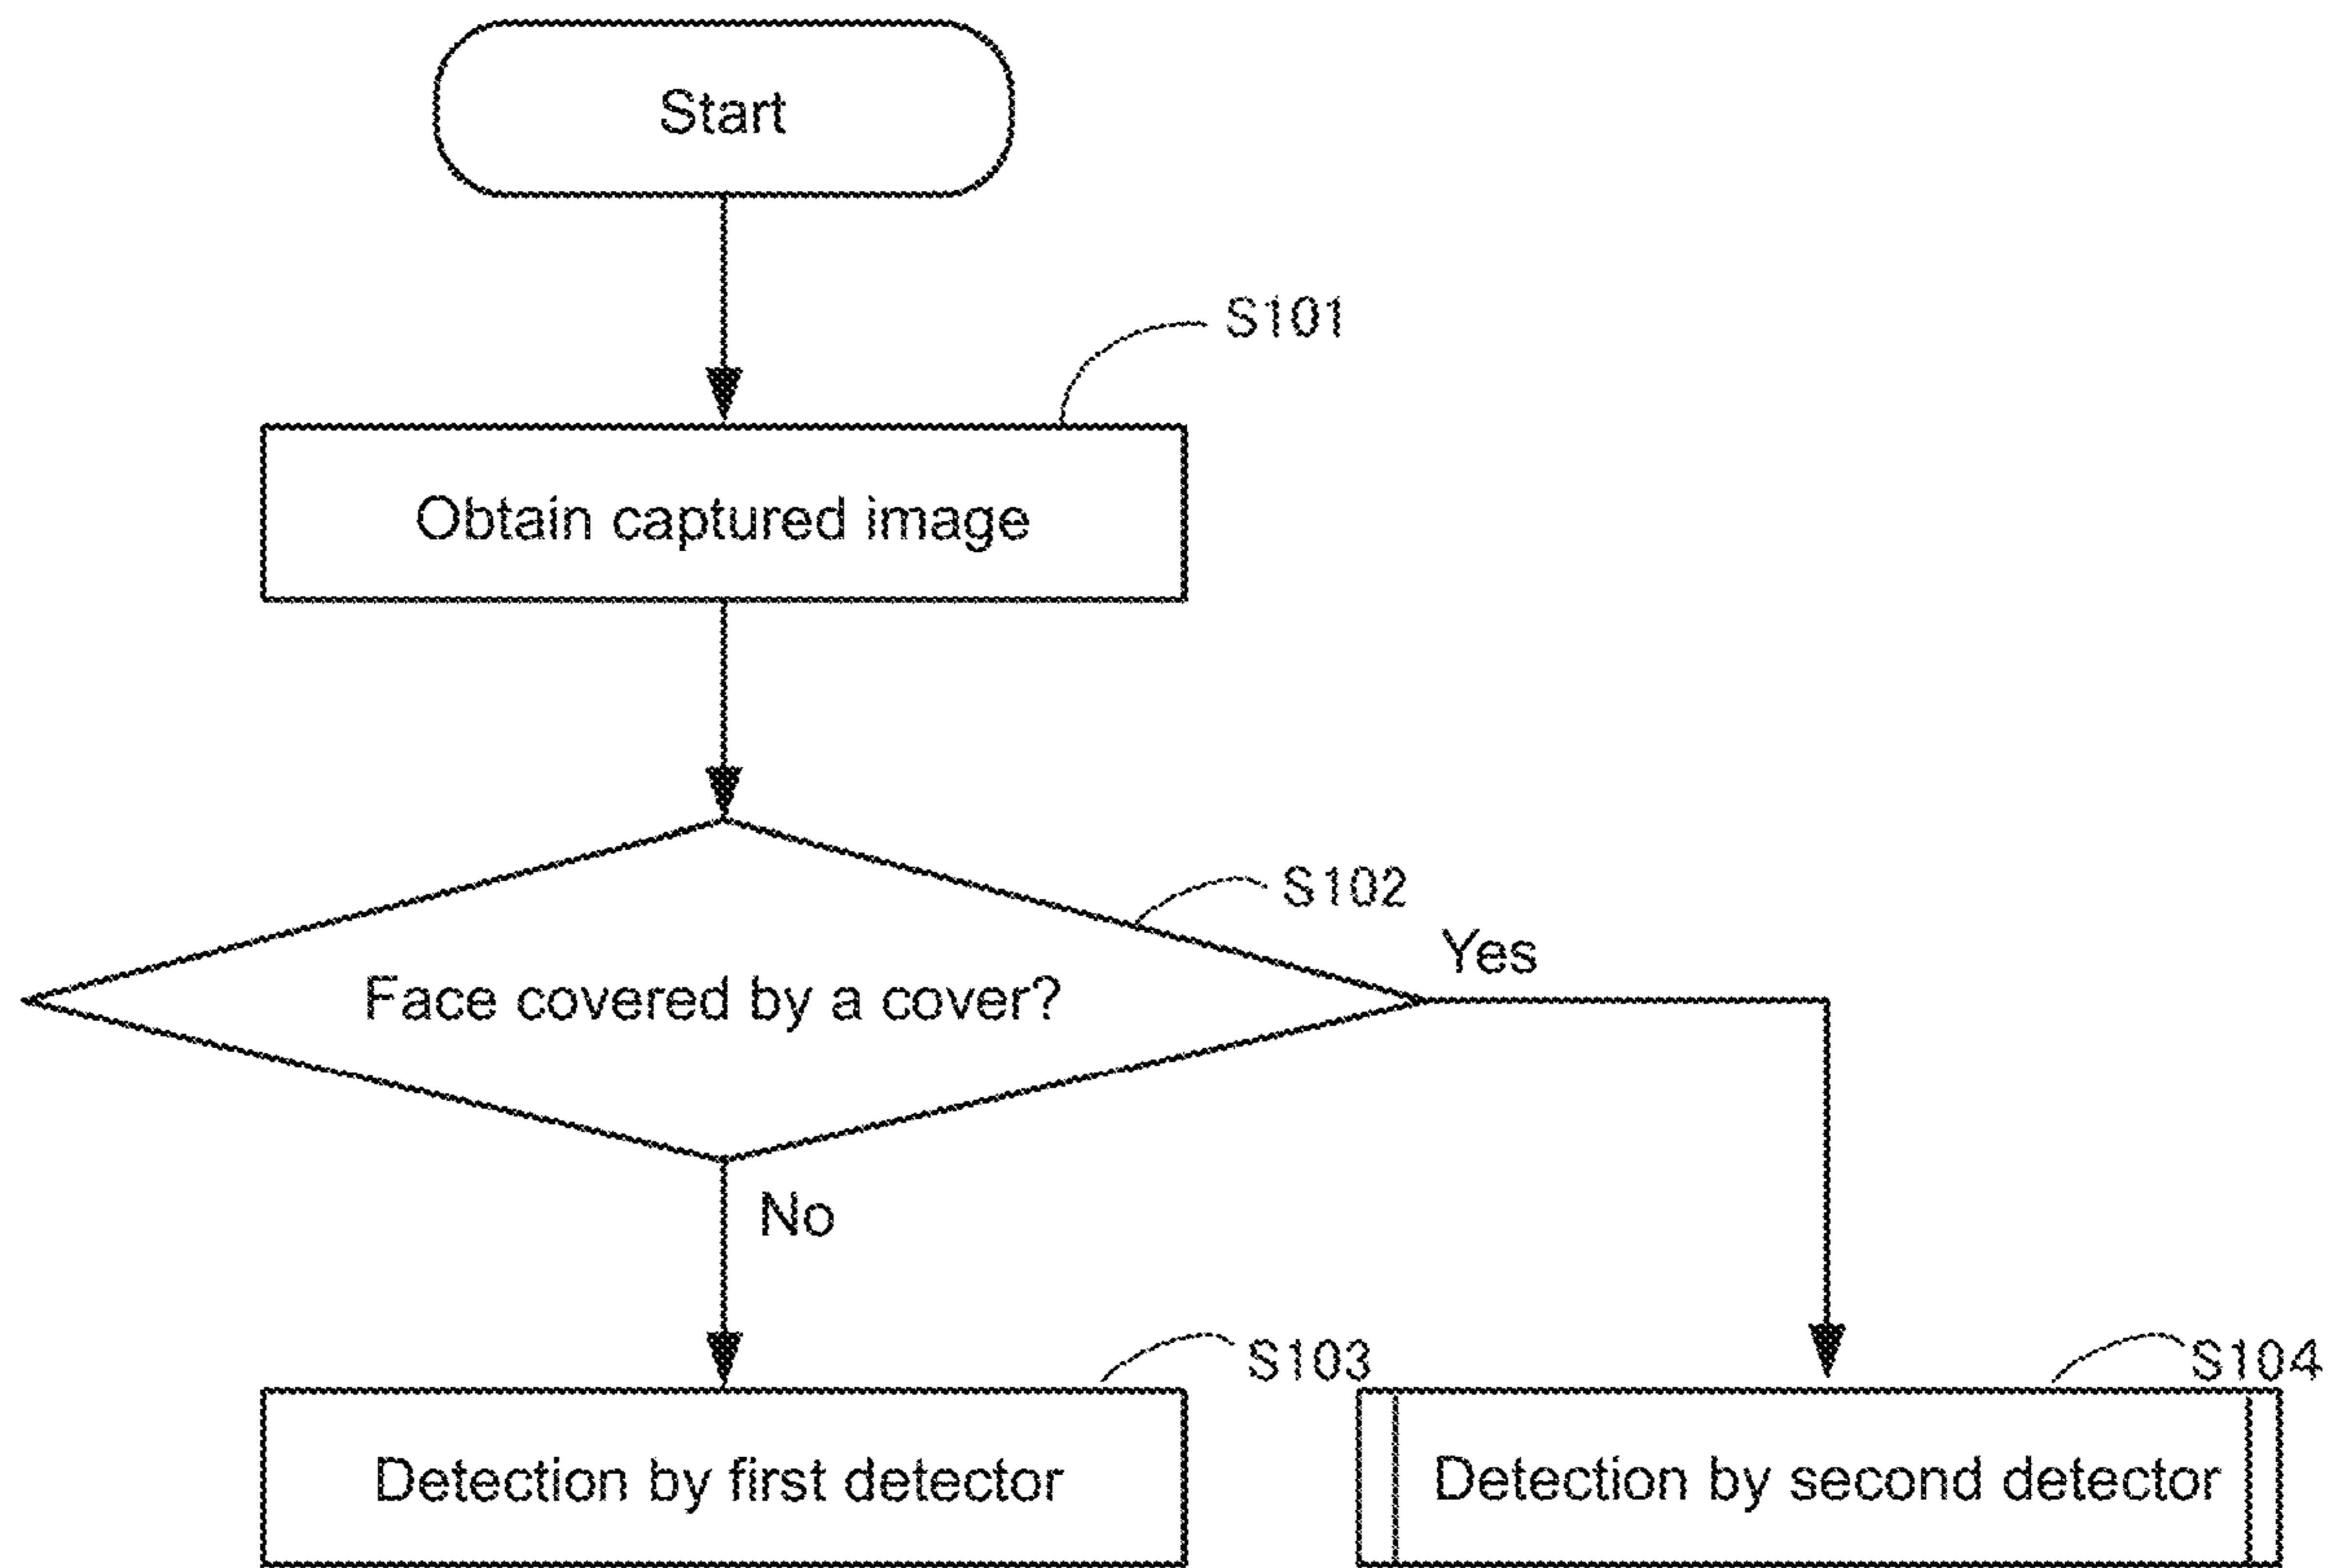 Start
S101
Obtain captured image
S102
Yes
Face covered by a cover?
No
S103
S104
Detection by first detector
Detection by second detector